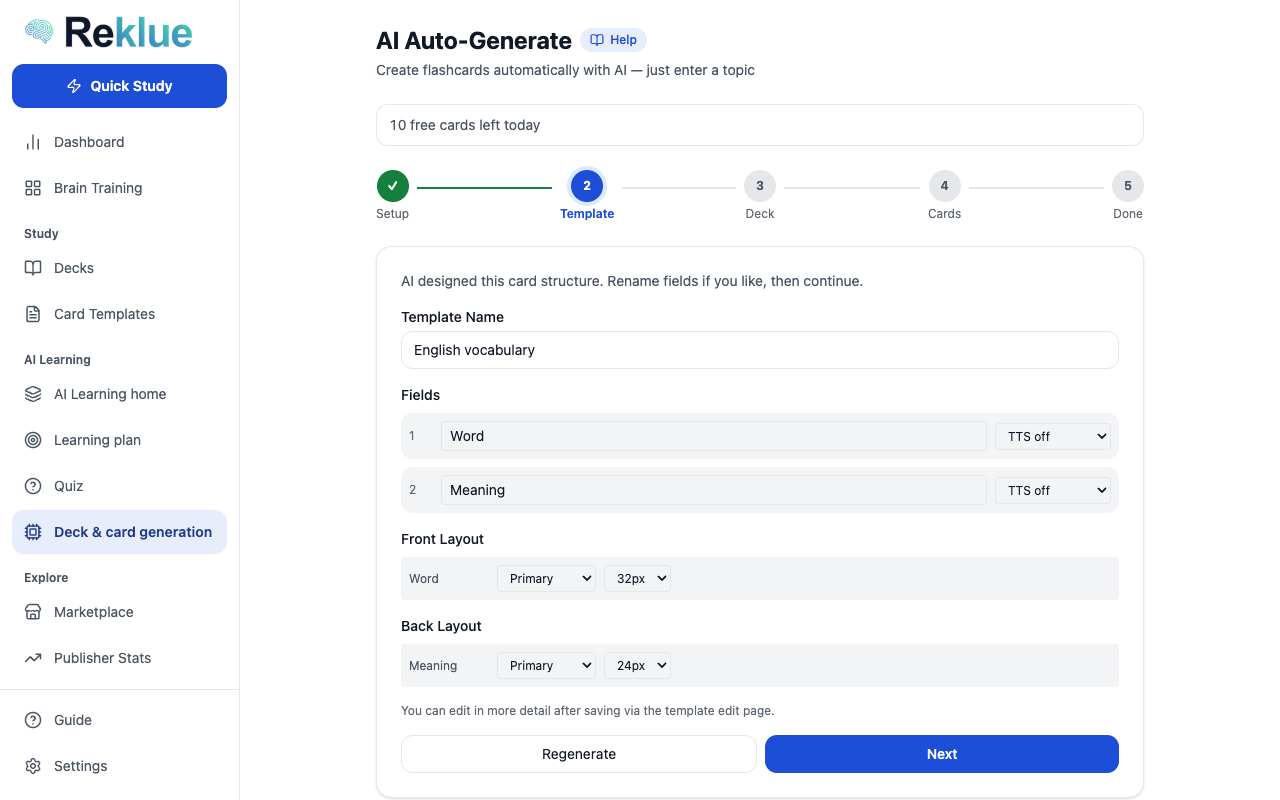 Reklue
Quick Study
Dashboard
Brain Training
Study
Decks
Card Templates
AI Learning
AI Learning home
Learning plan
Quiz
Deck & card generation
Explore
Marketplace
Publisher Stats
Guide
Settings
AI Auto-Generate
Help
Create flashcards automatically with AI — just enter a topic
10 free cards left today
2 3 4 5
Setup Template Deck Cards Done
AI designed this card structure. Rename fields if you like, then continue.
Template Name
English vocabulary
Fields
1 Word TTS off
2 Meaning TTS off
Front Layout
Word Primary 32px
Back Layout
Meaning Primary 24px
You can edit in more detail after saving via the template edit page.
Regenerate Next